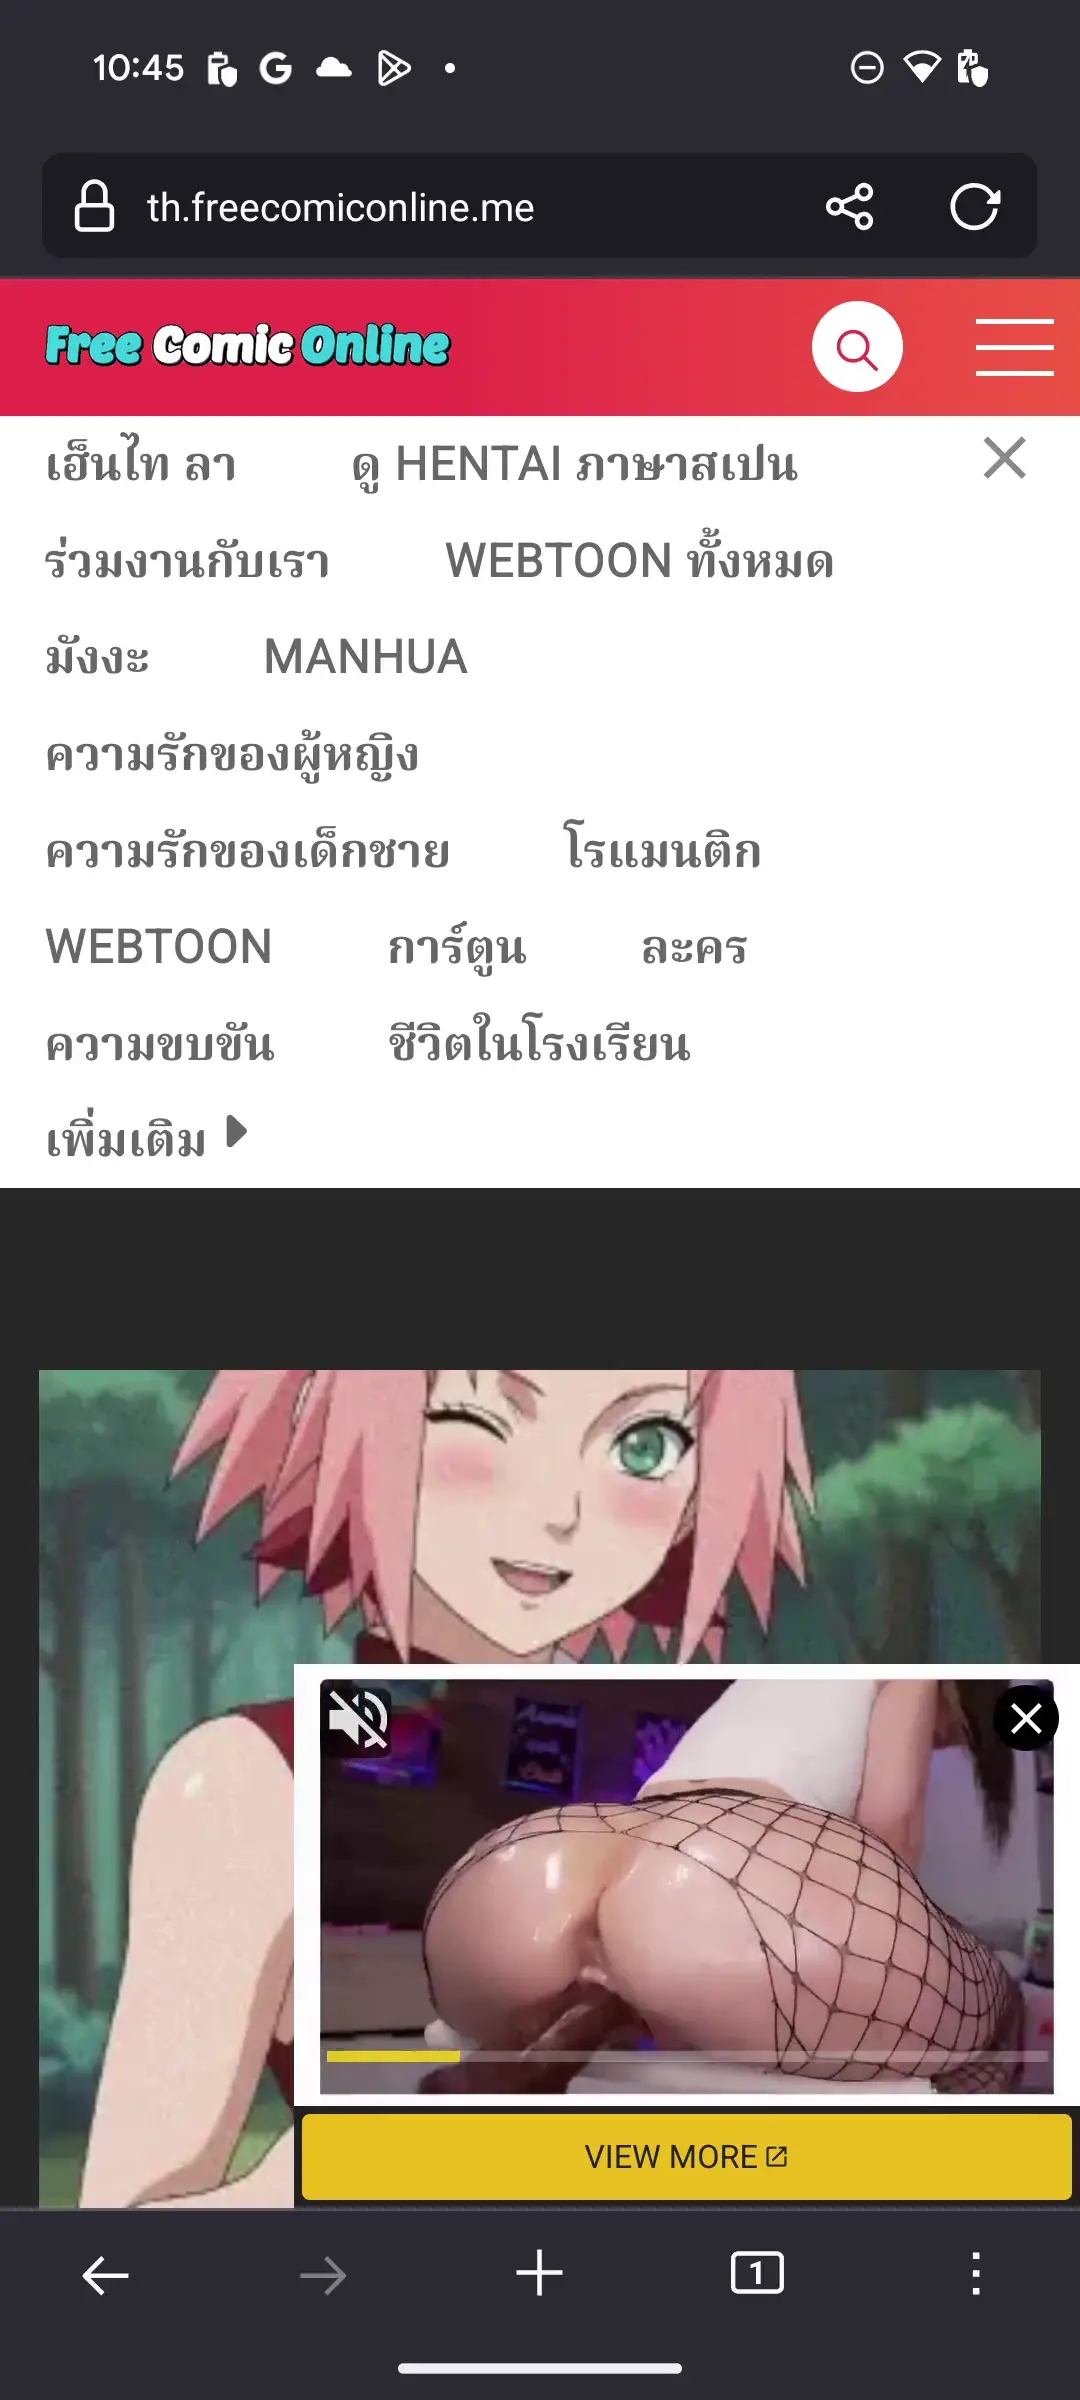 10:45
th.freecomiconline.me
Free Comic Online
เฮ็นไท ลา ดู HENTAI ภาษาสเปน
ร่วมงานกับเรา WEBTOON ทั้งหมด
มังงะ MANHUA
ความรักของผู้หญิง
ความรักของเด็กชาย โรแมนติก
WEBTOON การ์ตูน ละคร
ความขบขัน ชีวิตในโรงเรียน
เพิ่มเติม
VIEW MORE
1